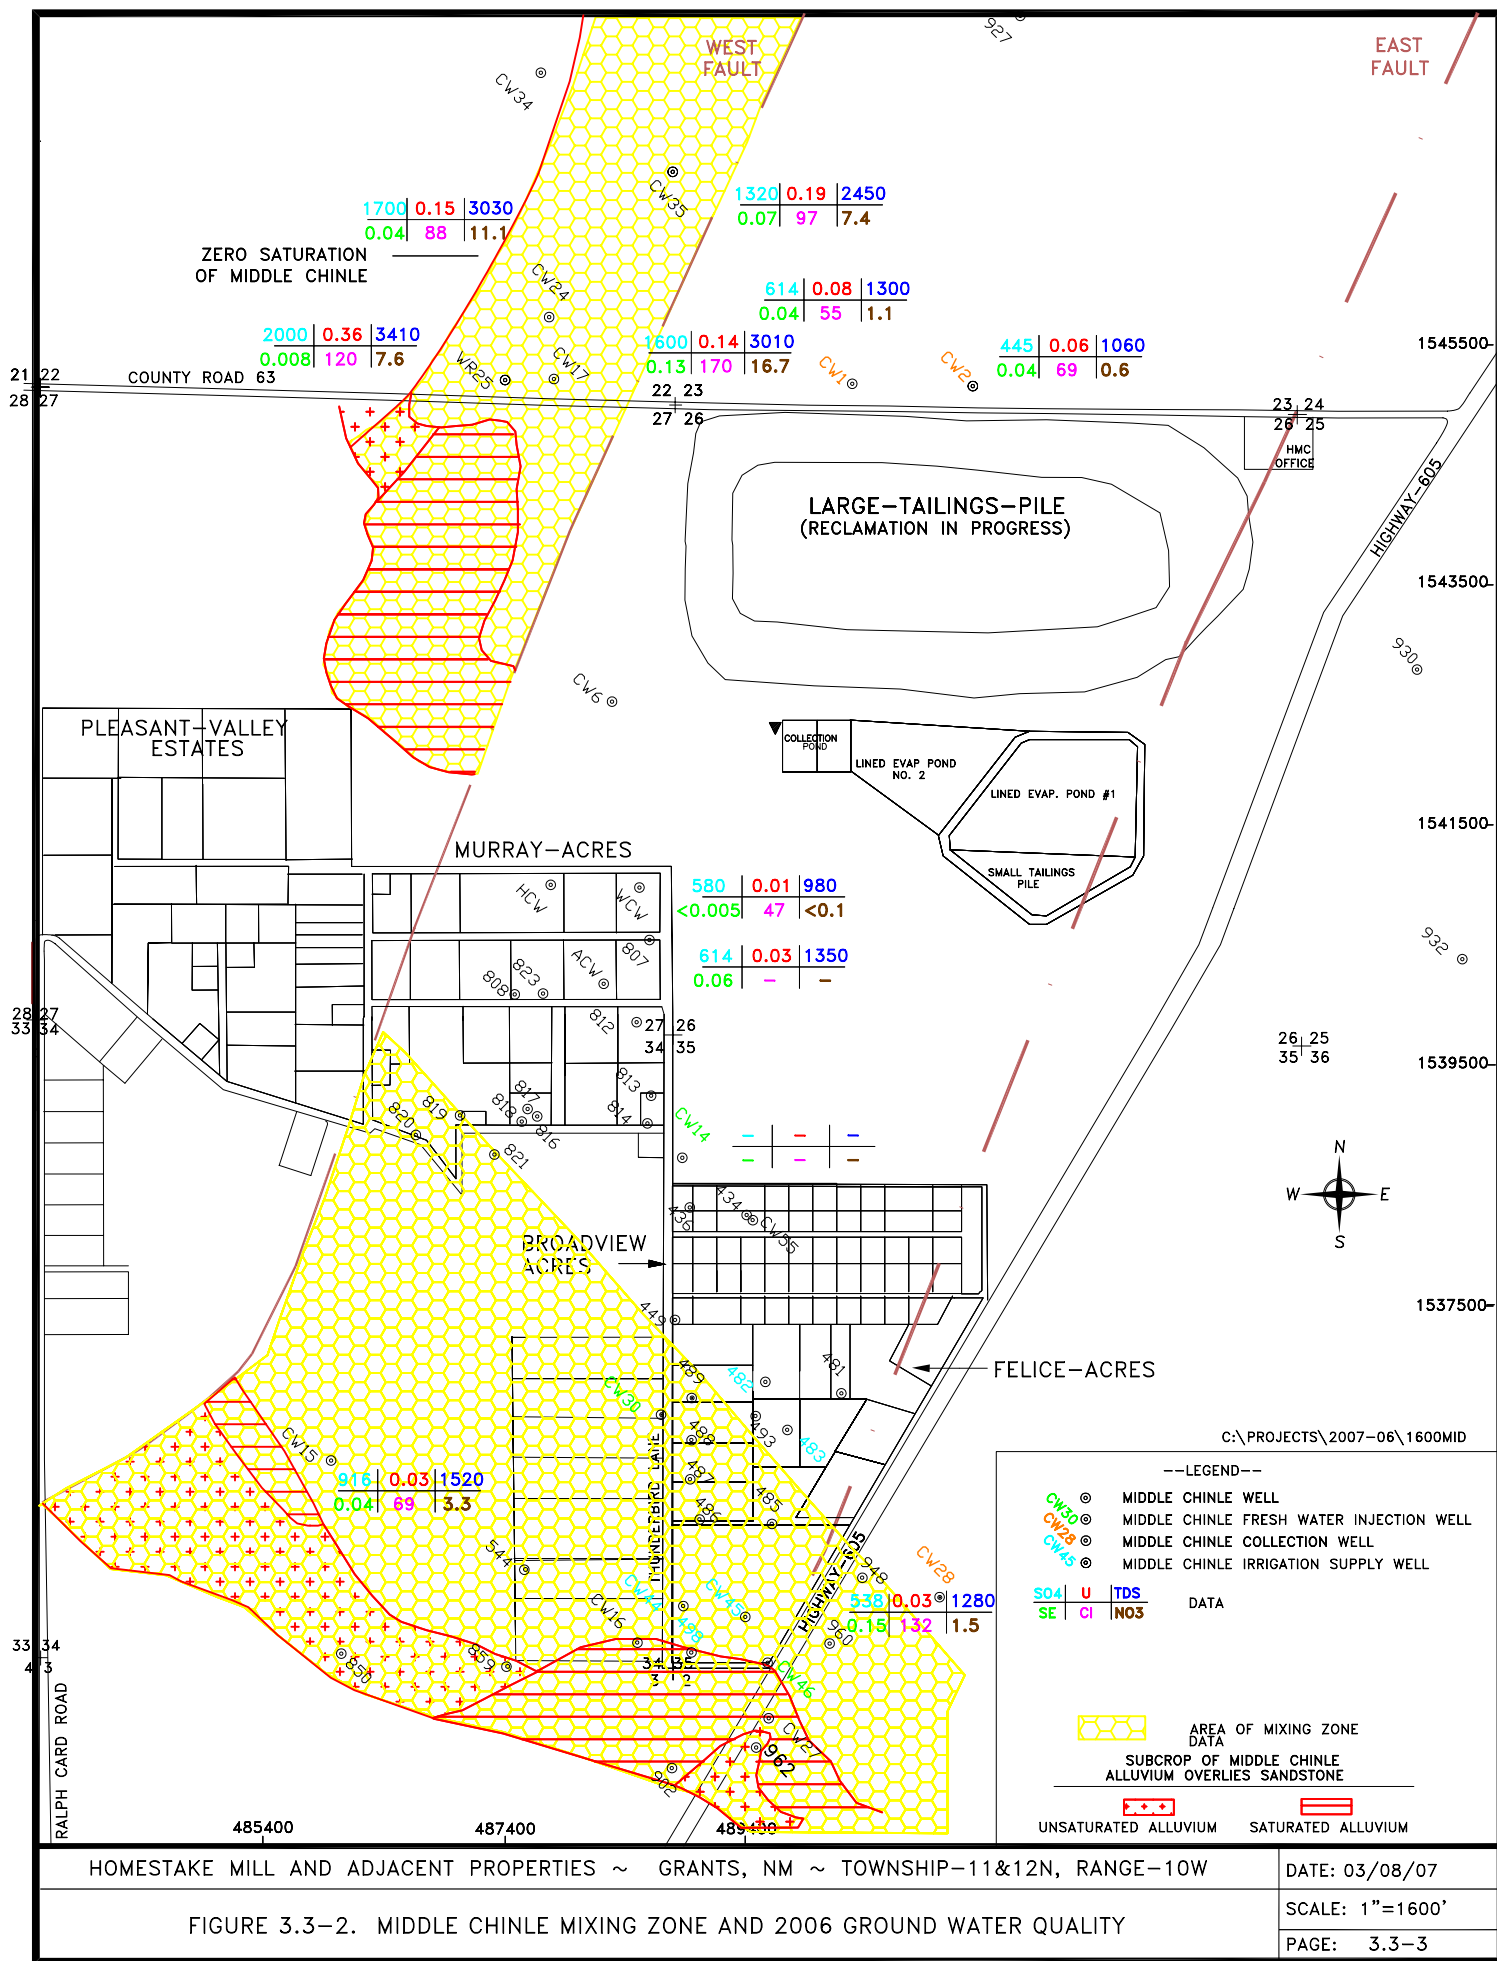 WEST
FAULT
927
EAST
FAULT
CW34
CW35
1320 0.19 2450
0.07 97 7.4
1700 0.15 3030
0.04 88 11.1
ZERO SATURATION
OF MIDDLE CHINLE
CW24
614 0.08 1300
0.04 55 1.1
2000 0.36 3410
0.008 120 7.6
1600 0.14 3010
0.13 170 16.7
445 0.06 1060
0.04 69 0.6
1545500
WR25
CW17
CW1
CW2
21 22
28 27
COUNTY ROAD 63
22 23
27 26
23 24
26 25
HMC
OFFICE
HIGHWAY-605
LARGE-TAILINGS-PILE
(RECLAMATION IN PROGRESS)
1543500
930
CW6
PLEASANT-VALLEY
ESTATES
COLLECTION
POND
LINED EVAP POND
NO. 2
LINED EVAP. POND #1
1541500
MURRAY-ACRES
SMALL TAILINGS
PILE
HCW
WCW
580 0.01 980
<0.005 47 <0.1
932
807
ACW
823
808
614 0.03 1350
0.06 - -
812
28 27
33 34
27 26
34 35
26 25
35 36
1539500
813
817
818
814
816
819
820
821
CW14
- - -
- - -
N
W E
S
434
436
CW55
BROADVIEW
ACRES
1537500
449
489
482
481
FELICE-ACRES
CW30
488
493
483
CW15
487
486
485
THUNDERBIRD LANE
916 0.03 1520
0.04 69 3.3
544
CW44
CW45
498
CW16
HIGHWAY-605
948
CW28
538 0.03 1280
0.15 132 1.5
960
33 34
4 3
850
859
34 35
3 2
CW46
CW27
962
902
RALPH CARD ROAD
485400
487400
489400
C:\PROJECTS\2007-06\1600MID
--LEGEND--
MIDDLE CHINLE WELL
CW30 MIDDLE CHINLE FRESH WATER INJECTION WELL
CW28 MIDDLE CHINLE COLLECTION WELL
CW45 MIDDLE CHINLE IRRIGATION SUPPLY WELL
SO4 U TDS
SE Cl NO3
DATA
AREA OF MIXING ZONE
DATA
SUBCROP OF MIDDLE CHINLE
ALLUVIUM OVERLIES SANDSTONE
UNSATURATED ALLUVIUM SATURATED ALLUVIUM
HOMESTAKE MILL AND ADJACENT PROPERTIES ~ GRANTS, NM ~ TOWNSHIP-11&12N, RANGE-10W
DATE: 03/08/07
FIGURE 3.3-2. MIDDLE CHINLE MIXING ZONE AND 2006 GROUND WATER QUALITY
SCALE: 1"=1600'
PAGE: 3.3-3